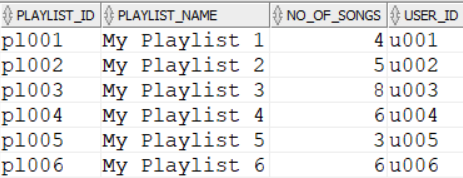 PLAYLIST_ID PLAYLIST_NAME NO_OF_SONGS USER_ID
pl001 My Playlist 1 4 u001
pl002 My Playlist 2 5 u002
pl003 My Playlist 3 8 u003
pl004 My Playlist 4 6 u004
pl005 My Playlist 5 3 u005
pl006 My Playlist 6 6 u006